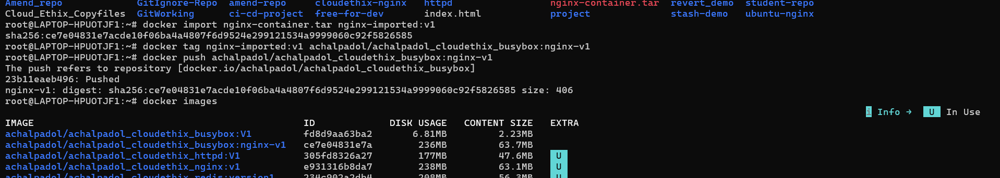 Amend_repo GitIgnore-Repo amend-repo cloudethix-nginx httpd nginx-container.tar revert_demo student-repo
Cloud_Ethix_Copyfiles GitWorking ci-cd-project free-for-dev index.html project stash-demo ubuntu-nginx
root@LAPTOP-HPUOTJF1:~# docker import nginx-container.tar nginx-imported:v1
sha256:ce7e04831e7acde10f06ba4a4807f6d9524e299121534a9999060c92f5826585
root@LAPTOP-HPUOTJF1:~# docker tag nginx-imported:v1 achalpadol/achalpadol_cloudethix_busybox:nginx-v1
root@LAPTOP-HPUOTJF1:~# docker push achalpadol/achalpadol_cloudethix_busybox:nginx-v1
The push refers to repository [docker.io/achalpadol/achalpadol_cloudethix_busybox]
23b11eaeb496: Pushed
nginx-v1: digest: sha256:ce7e04831e7acde10f06ba4a4807f6d9524e299121534a9999060c92f5826585 size: 406
root@LAPTOP-HPUOTJF1:~# docker images
i Info → U In Use
IMAGE ID DISK USAGE CONTENT SIZE EXTRA
achalpadol/achalpadol_cloudethix_busybox:V1 fd8d9aa63ba2 6.81MB 2.23MB
achalpadol/achalpadol_cloudethix_busybox:nginx-v1 ce7e04831e7a 236MB 63.7MB
achalpadol/achalpadol_cloudethix_httpd:V1 305fd8326a27 177MB 47.6MB U
achalpadol/achalpadol_cloudethix_nginx:v1 e931316b8da7 238MB 63.1MB U
achalpadol/achalpadol_cloudethix_redis:version1 234c902a2db4 208MB 56.3MB U